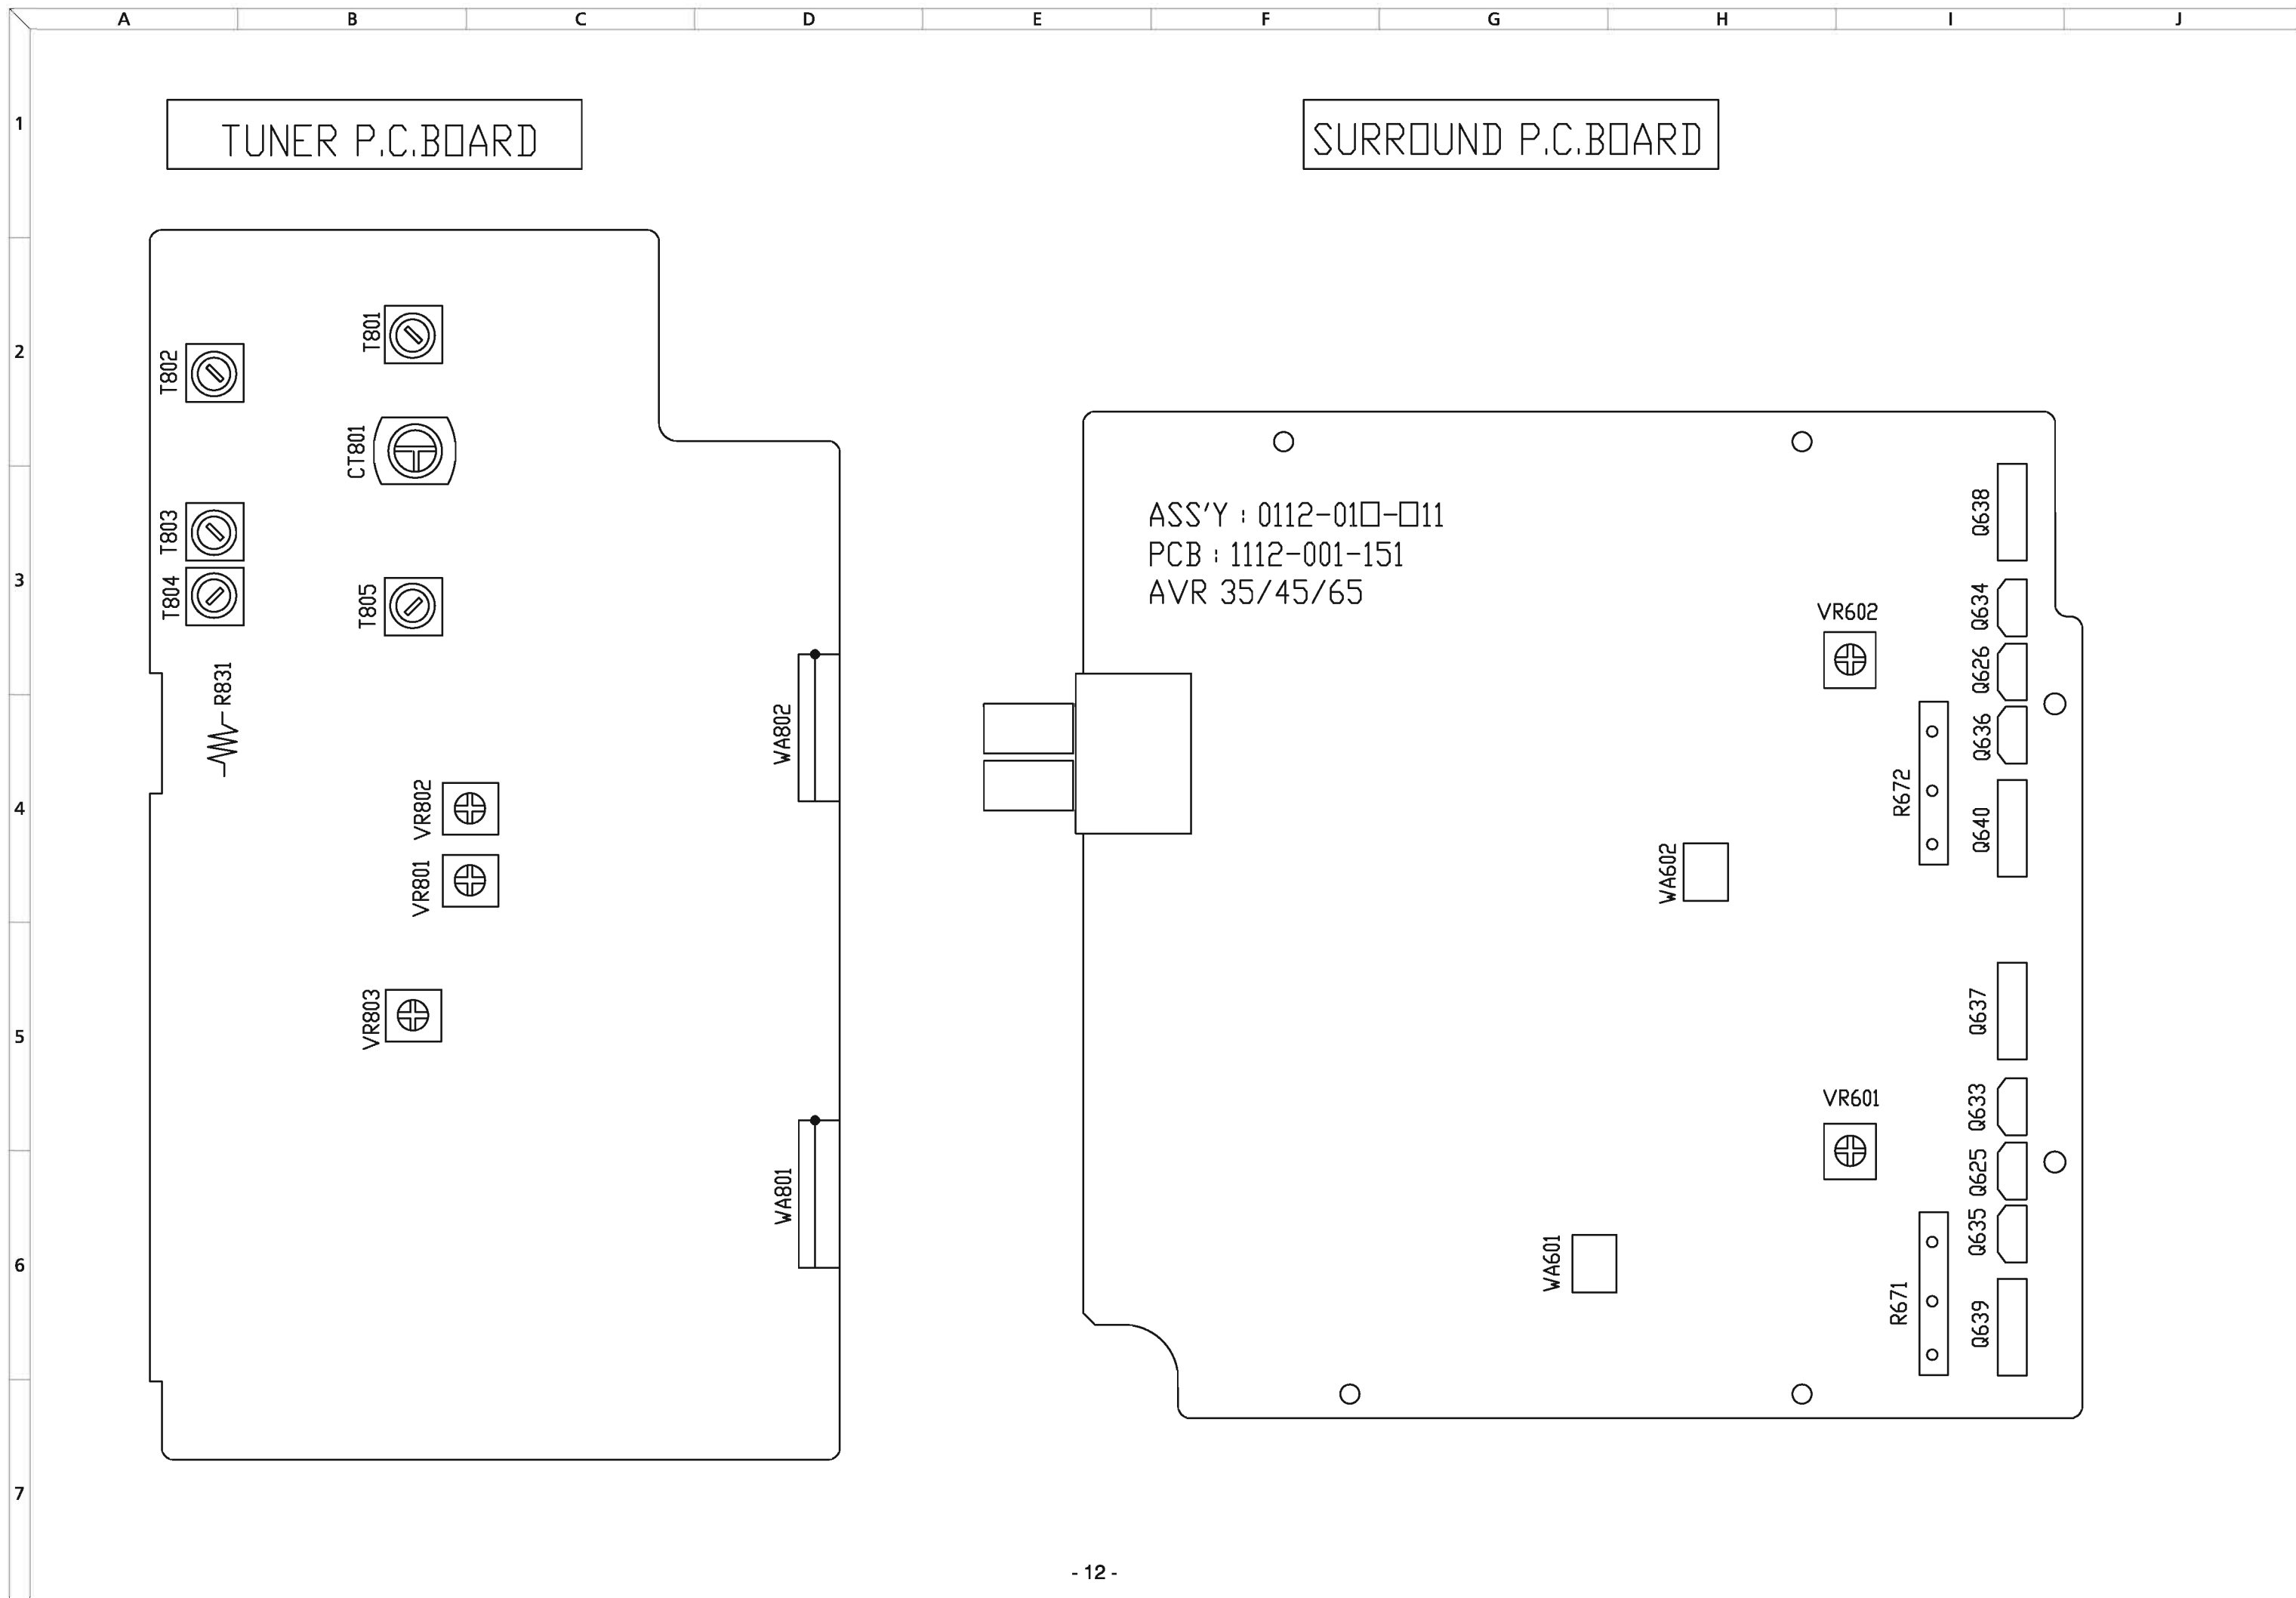 A B C D E F G H I J
1
TUNER P.C.BOARD
SURROUND P.C.BOARD
2
T801
T802
CT801
3
T803
T804
T805
R831
WA802
4
VR802
VR801
5
VR803
WA801
6
7
ASS'Y : 0112-01□-□11
PCB : 1112-001-151
AVR 35/45/65
Q638
Q634
VR602
Q626
Q636
R672
Q640
WA602
Q637
VR601
Q633
Q625
Q635
WA601
R671
Q639
- 12 -